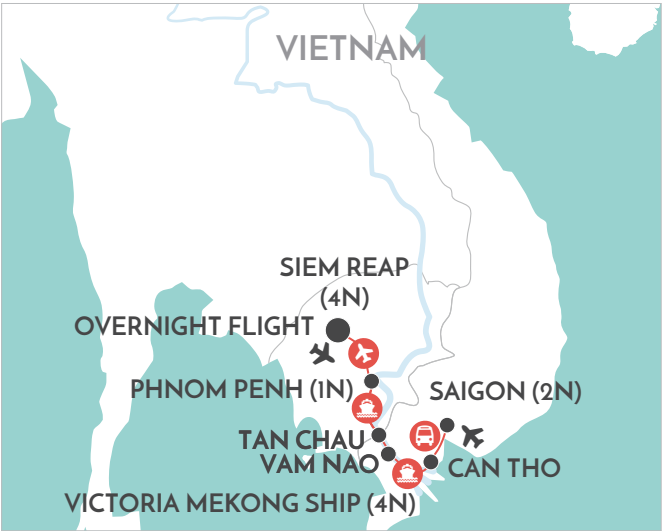 VIETNAM
SIEM REAP
(4N)
OVERNIGHT FLIGHT
PHNOM PENH (1N)
SAIGON (2N)
TAN CHAU
VAM NAO
CAN THO
VICTORIA MEKONG SHIP (4N)